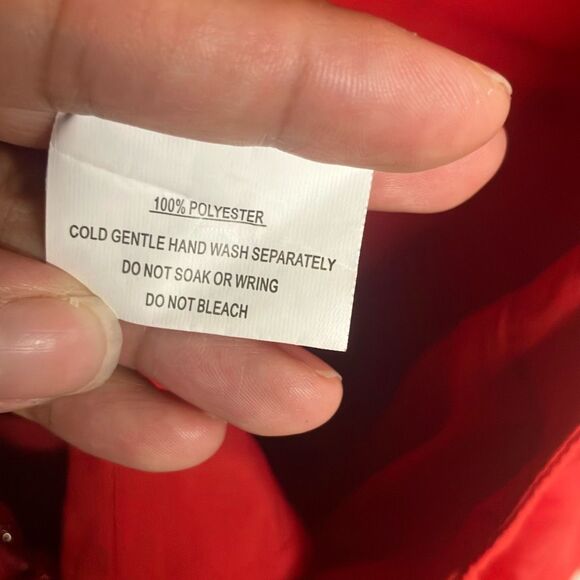 100% POLYESTER
COLD GENTLE HAND WASH SEPARATELY
DO NOT SOAK OR WRING
DO NOT BLEACH